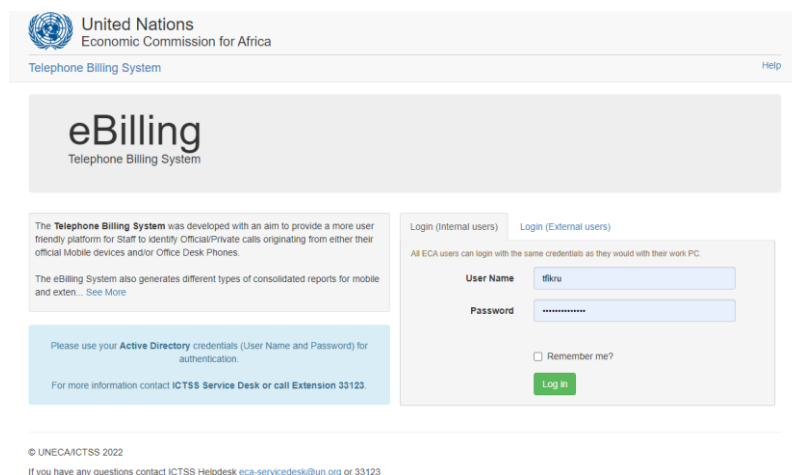 United Nations
Economic Commission for Africa
Telephone Billing System
Help
eBilling
Telephone Billing System
The Telephone Billing System was developed with an aim to provide a more user
friendly platform for Staff to identify Official/Private calls originating from either their
official Mobile devices and/or Office Desk Phones.
The eBilling System also generates different types of consolidated reports for mobile
and exten... See More
Please use your Active Directory credentials (User Name and Password) for
authentication.
For more information contact ICTSS Service Desk or call Extension 33123.
Login (Internal users)
Login (External users)
All ECA users can login with the same credentials as they would with their work PC.
User Name
tfikru
Password
••••••••••••••
Remember me?
Log in
© UNECA/ICTSS 2022
If you have any questions contact ICTSS Helpdesk eca-servicedesk@un.org or 33123